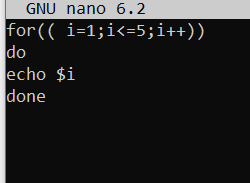 GNU nano 6.2
for(( i=1;i<=5;i++))
do
echo $i
done